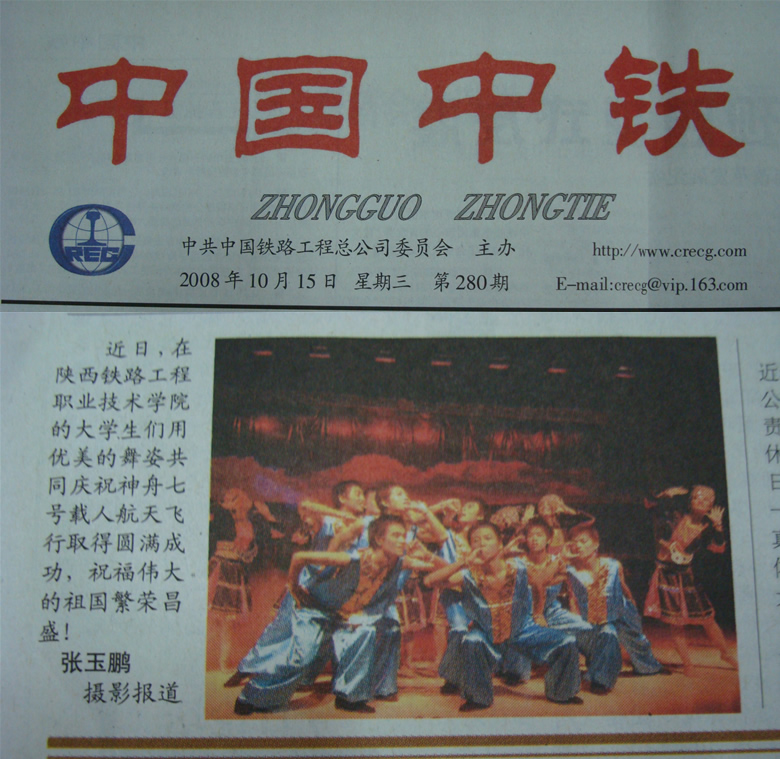 中国中铁
ZHONGGUO ZHONGTIE
CREC
中共中国铁路工程总公司委员会 主办
http://www.crecg.com
2008年10月15日 星期三 第280期
E-mail:crecg@vip.163.com
近日,在
陕西铁路工程
职业技术学院
的大学生们用
优美的舞姿共
同庆祝神舟七
号载人航天飞
行取得圆满成
功,祝福伟大
的祖国繁荣昌
盛!
张玉鹏
摄影报道
近
公
责
休
日
一